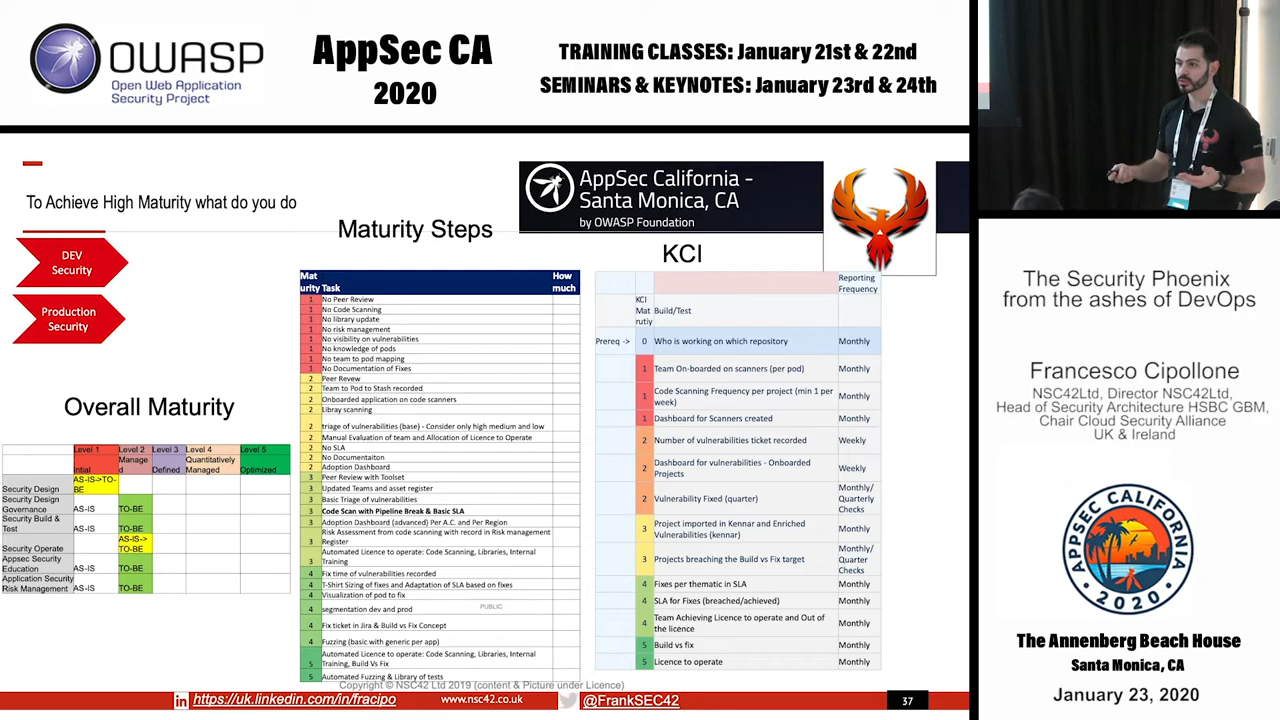 OWASP
Open Web Application
Security Project
AppSec CA
2020
TRAINING CLASSES: January 21st & 22nd
SEMINARS & KEYNOTES: January 23rd & 24th
To Achieve High Maturity what do you do
AppSec California -
Santa Monica, CA
by OWASP Foundation
DEV
Security
Production
Security
Overall Maturity
Level 1 Level 2 Level 3 Level 4 Level 5
Intial Manage
d Defined Quantitatively
Managed Optimized
Security Design AS-IS->TO-
BE
Security Design
Governance AS-IS TO-BE
Security Build &
Test AS-IS TO-BE
Security Operate AS-IS->
TO-BE
Appsec Security
Education AS-IS TO-BE
Application Security
Risk Management AS-IS TO-BE
Maturity Steps
Mat
urity Task How
much
1 No Peer Review
1 No Code Scanning
1 No library update
1 No risk management
1 No visibility on vulnerabilities
1 No knowledge of pods
1 No team to pod mapping
1 No Documentation of Fixes
2 Peer Revew
2 Team to Pod to Stash recorded
2 Onboarded application on code scanners
2 Libray scanning
2 triage of vulnerabilities (base) - Consider only high medium and low
2 Manual Evaluation of team and Allocation of Licence to Operate
2 No SLA
2 No Documentaiton
2 Adoption Dashboard
3 Peer Review with Toolset
3 Updated Teams and asset register
3 Basic Triage of vulnerabilities
3 Code Scan with Pipeline Break & Basic SLA
3 Adoption Dashboard (advanced) Per A.C. and Per Region
3 Risk Assessment from code scanning with record in Risk management
Register
3 Automated Licence to operate: Code Scanning, Libraries, Internal
Training
4 Fix time of vulnerabilities recorded
4 T-Shirt Sizing of fixes and Adaptation of SLA based on fixes
4 Visualization of pod to fix
4 segmentation dev and prod
4 Fix ticket in Jira & Build vs Fix Concept
4 Fuzzing (basic with generic per app)
5 Automated Licence to operate: Code Scanning, Libraries, Internal
Training, Build Vs Fix
5 Automated Fuzzing & Library of tests
PUBLIC
KCI
Reporting
Frequency
KCI
Mat
rutiy Build/Test
Prereq -> 0 Who is working on which repository Monthly
1 Team On-boarded on scanners (per pod) Monthly
1 Code Scanning Frequency per project (min 1 per
week) Monthly
1 Dashboard for Scanners created Monthly
2 Number of vulnerabilities ticket recorded Weekly
2 Dashboard for vulnerabilities - Onboarded
Projects Weekly
2 Vulnerability Fixed (quarter) Monthly/
Quarterly
Checks
3 Project imported in Kennar and Enriched
Vulnerabilities (kennar) Monthly
3 Projects breaching the Build vs Fix target Monthly/
Quarter
Checks
4 Fixes per thematic in SLA Monthly
4 SLA for Fixes (breached/achieved) Monthly
4 Team Achieving Licence to operate and Out of
the licence Monthly
5 Build vs fix Monthly
5 Licence to operate Monthly
Copyright © NSC42 Ltd 2019 (content & Picture under Licence)
in https://uk.linkedin.com/in/fracipo
www.nsc42.co.uk
@FrankSEC42
37
The Security Phoenix
from the ashes of DevOps
Francesco Cipollone
NSC42Ltd, Director NSC42Ltd,
Head of Security Architecture HSBC GBM,
Chair Cloud Security Alliance
UK & Ireland
APPSEC CALIFORNIA
2020
The Annenberg Beach House
Santa Monica, CA
January 23, 2020